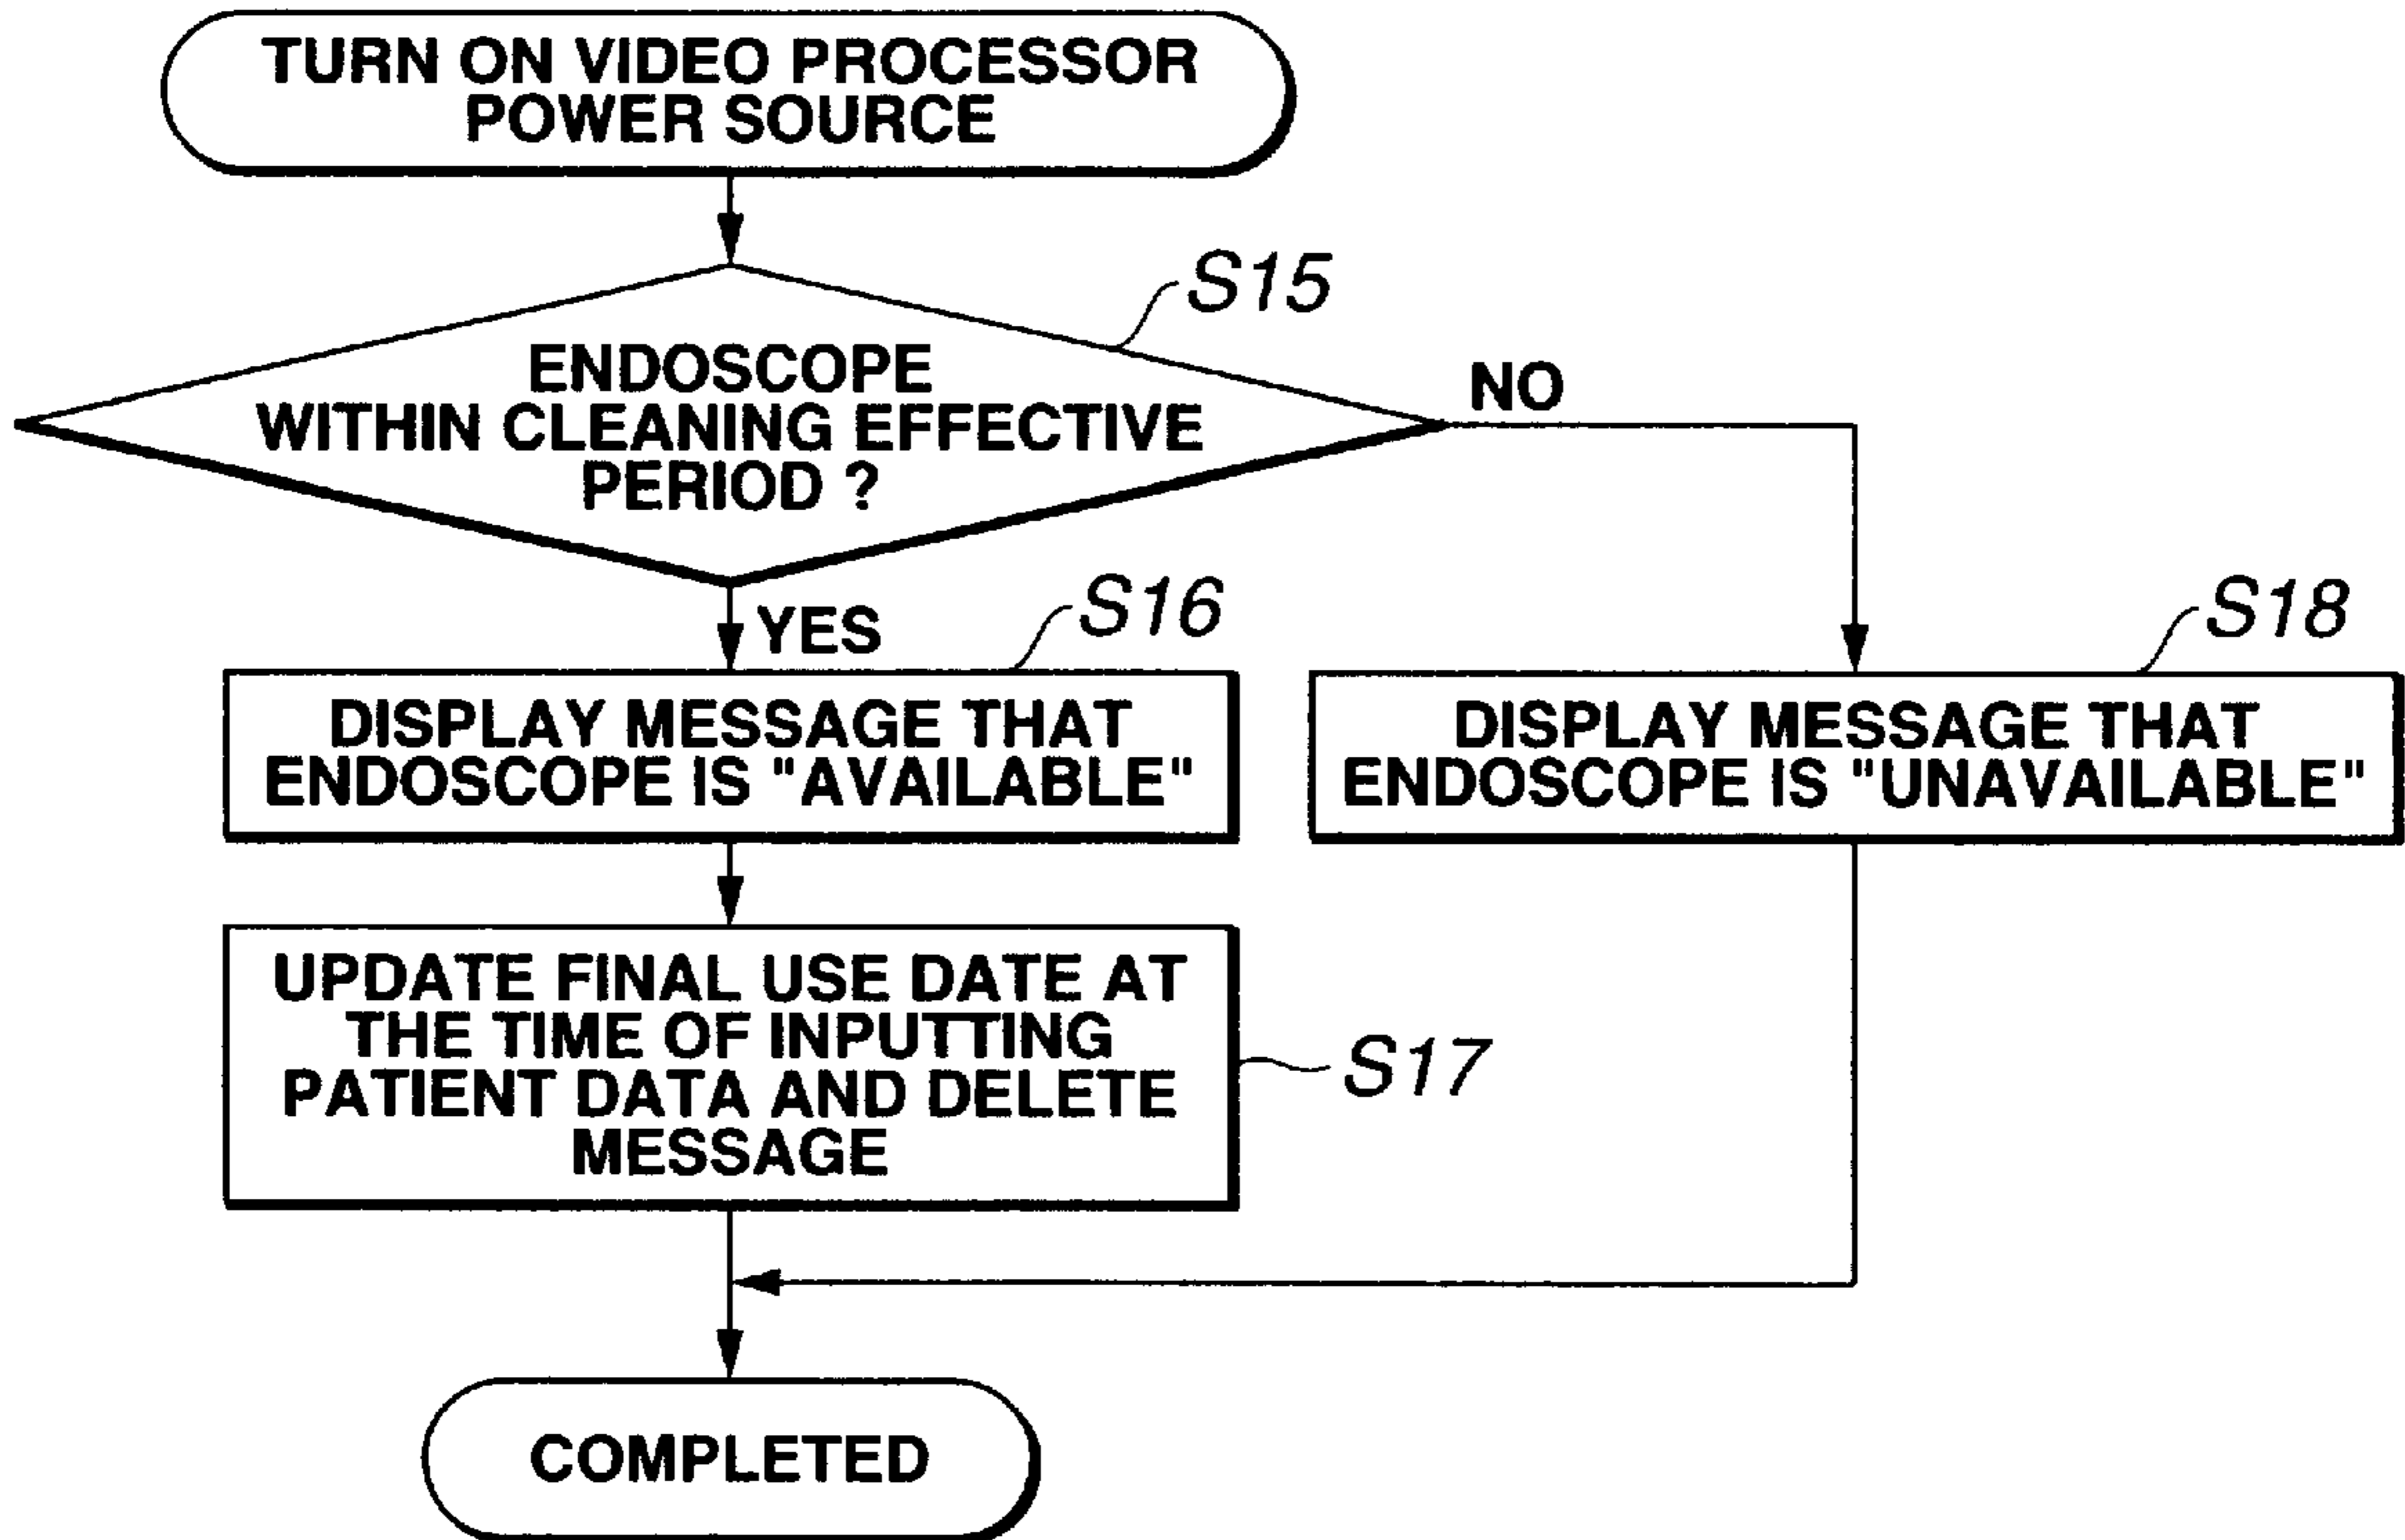 TURN ON VIDEO PROCESSOR
POWER SOURCE
S15
ENDOSCOPE
WITHIN CLEANING EFFECTIVE
PERIOD ?
NO
YES
S16
DISPLAY MESSAGE THAT
ENDOSCOPE IS "AVAILABLE"
S18
DISPLAY MESSAGE THAT
ENDOSCOPE IS "UNAVAILABLE"
UPDATE FINAL USE DATE AT
THE TIME OF INPUTTING
PATIENT DATA AND DELETE
MESSAGE
S17
COMPLETED